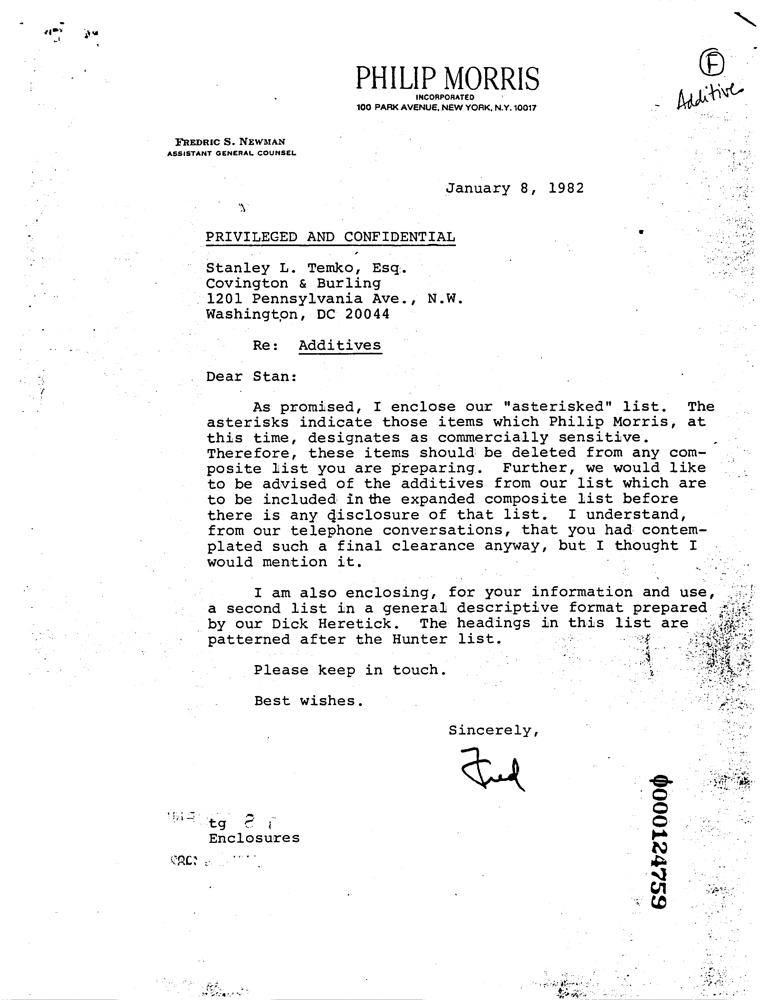 PHILIP MORRIS
INCORPORATED
100 PARK AVENUE, NEW YORK, N.Y. 10017
F
Additive
FREDRIC S. NEWMAN
ASSISTANT GENERAL COUNSEL
January 8, 1982
PRIVILEGED AND CONFIDENTIAL
Stanley L. Temko, Esq.
Covington & Burling
1201 Pennsylvania Ave., N.W.
Washington, DC 20044
Re: Additives
Dear Stan:
As promised, I enclose our "asterisked" list. The
asterisks indicate those items which Philip Morris, at
this time, designates as commercially sensitive.
Therefore, these items should be deleted from any com-
posite list you are preparing. Further, we would like
to be advised of the additives from our list which are
to be included in the expanded composite list before
there is any disclosure of that list. I understand,
from our telephone conversations, that you had contem-
plated such a final clearance anyway, but I thought I
would mention it.
I am also enclosing, for your information and use,
a second list in a general descriptive format prepared
by our Dick Heretick. The headings in this list are
patterned after the Hunter list.
Please keep in touch.
Best wishes.
Sincerely,
Fred
tg
Enclosures
0000124759